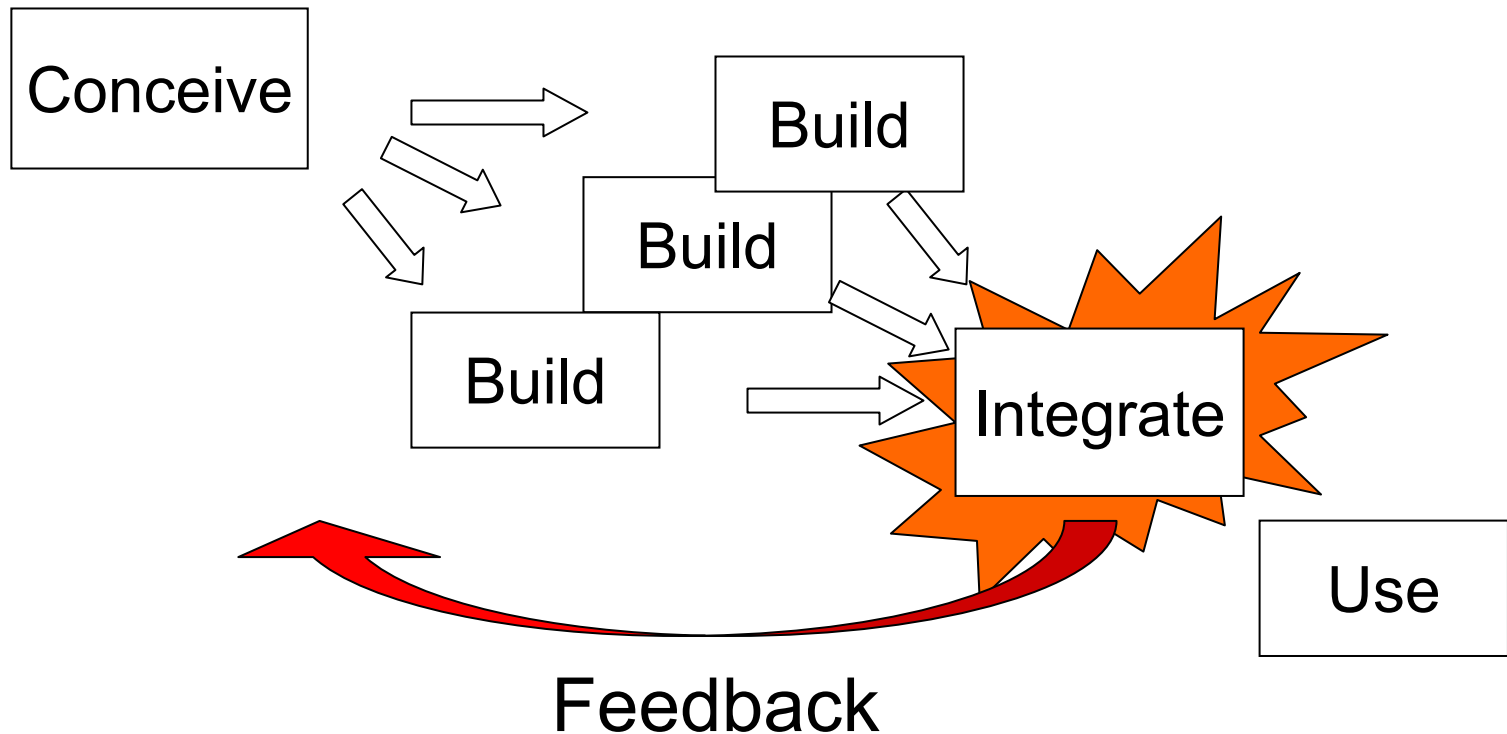 Conceive
Build
Build
Build
Integrate
Use
Feedback